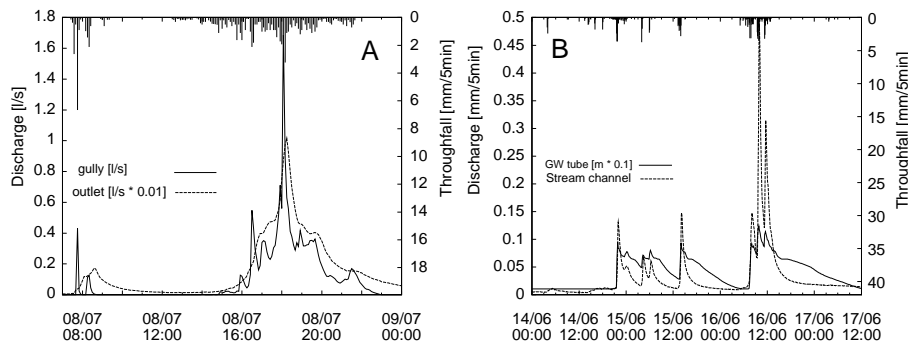 A
Discharge [l/s]
1.8
1.6
1.4
1.2
1
0.8
0.6
0.4
0.2
0
gully [l/s]
outlet [l/s * 0.01]
0
2
4
6
8
10
12
14
16
18
Throughfall [mm/5min]
08/07 08/07 08/07 08/07 09/07
08:00 12:00 16:00 20:00 00:00
B
Discharge [mm/5min]
0.5
0.45
0.4
0.35
0.3
0.25
0.2
0.15
0.1
0.05
0
GW tube [m * 0.1]
Stream channel
0
5
10
15
20
25
30
35
40
Throughfall [mm/5min]
14/06 14/06 15/06 15/06 16/06 16/06 17/06 17/06
00:00 12:00 00:00 12:00 00:00 12:00 00:00 12:00